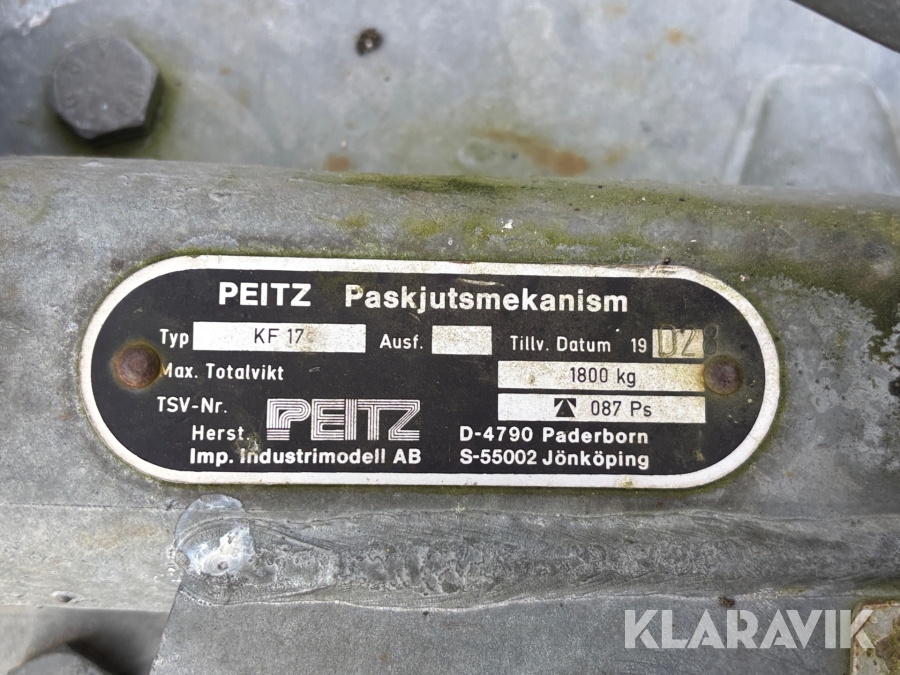 PEITZ Paskjutsmekanism
Typ KF 17 Ausf. Tillv. Datum 19
Max. Totalvikt 1800 kg
TSV-Nr. 087 Ps
Herst. PEITZ D-4790 Paderborn
Imp. Industrimodell AB S-55002 Jönköping
KLARAVIK